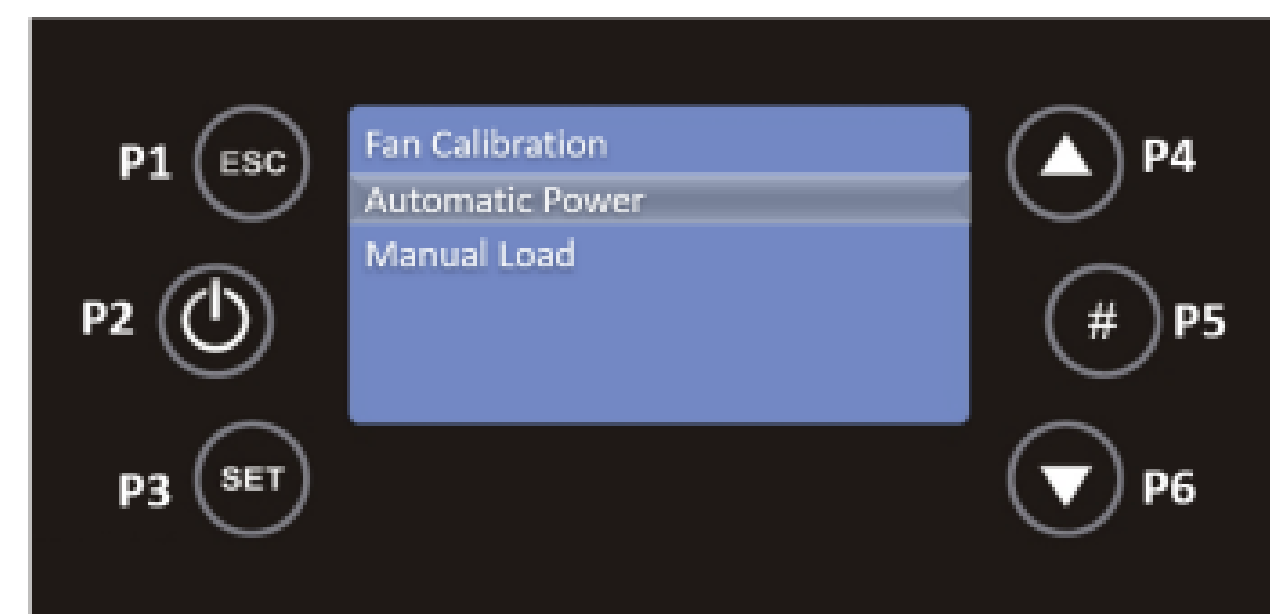 P1 ESC
Fan Calibration
P4
Automatic Power
Manual Load
P2
# P5
P3 SET
P6